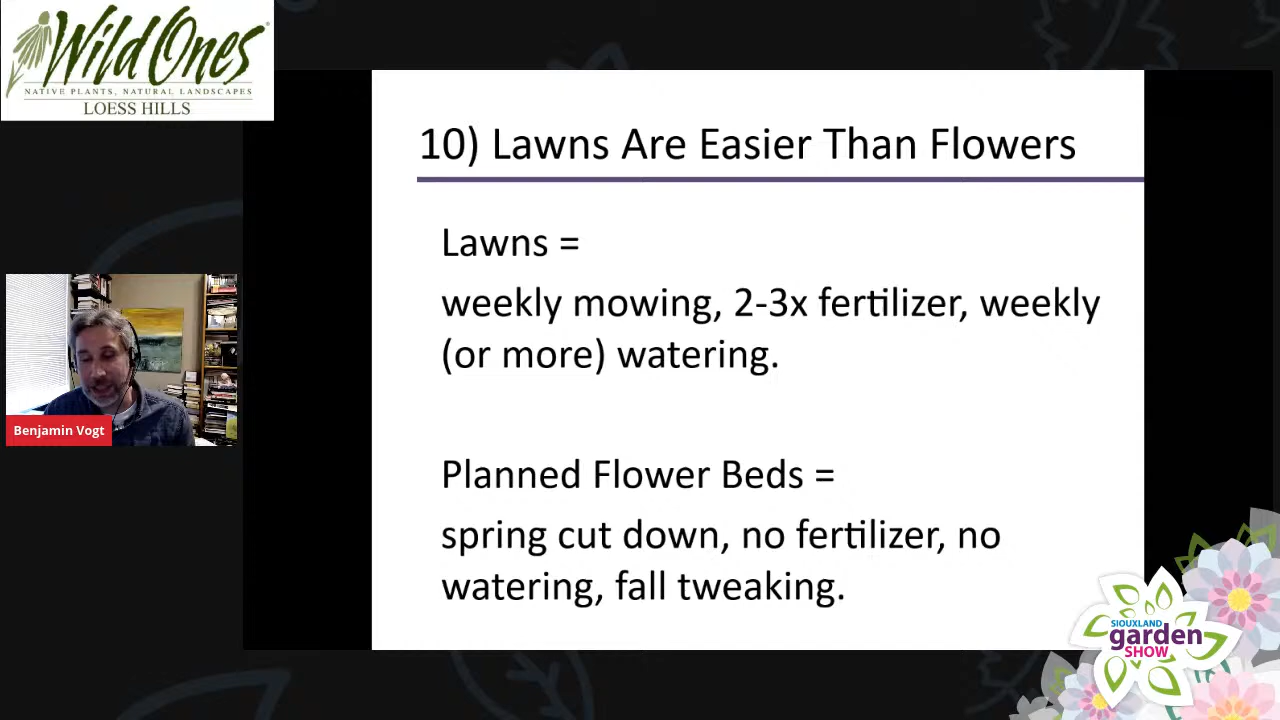 Wild Ones
NATIVE PLANTS, NATURAL LANDSCAPES
LOESS HILLS
10) Lawns Are Easier Than Flowers
Lawns =
weekly mowing, 2-3x fertilizer, weekly
(or more) watering.
Benjamin Vogt
Planned Flower Beds =
spring cut down, no fertilizer, no
watering, fall tweaking.
SIOUXLAND
garden
SHOW